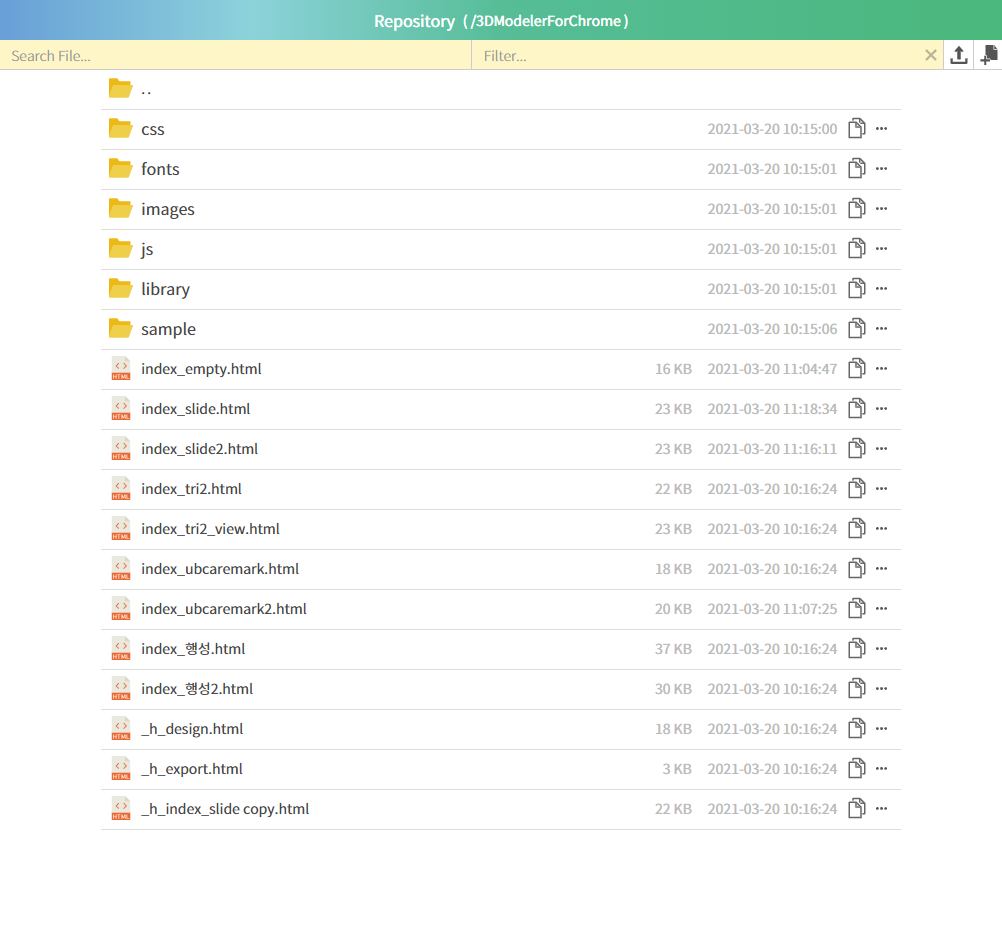 Repository (/3DModelerForChrome)
Search File... Filter...
..
css 2021-03-20 10:15:00
fonts 2021-03-20 10:15:01
images 2021-03-20 10:15:01
js 2021-03-20 10:15:01
library 2021-03-20 10:15:01
sample 2021-03-20 10:15:06
HTML index_empty.html 16 KB 2021-03-20 11:04:47
HTML index_slide.html 23 KB 2021-03-20 11:18:34
HTML index_slide2.html 23 KB 2021-03-20 11:16:11
HTML index_tri2.html 22 KB 2021-03-20 10:16:24
HTML index_tri2_view.html 23 KB 2021-03-20 10:16:24
HTML index_ubcaremark.html 18 KB 2021-03-20 10:16:24
HTML index_ubcaremark2.html 20 KB 2021-03-20 11:07:25
HTML index_행성.html 37 KB 2021-03-20 10:16:24
HTML index_행성2.html 30 KB 2021-03-20 10:16:24
HTML _h_design.html 18 KB 2021-03-20 10:16:24
HTML _h_export.html 3 KB 2021-03-20 10:16:24
HTML _h_index_slide copy.html 22 KB 2021-03-20 10:16:24